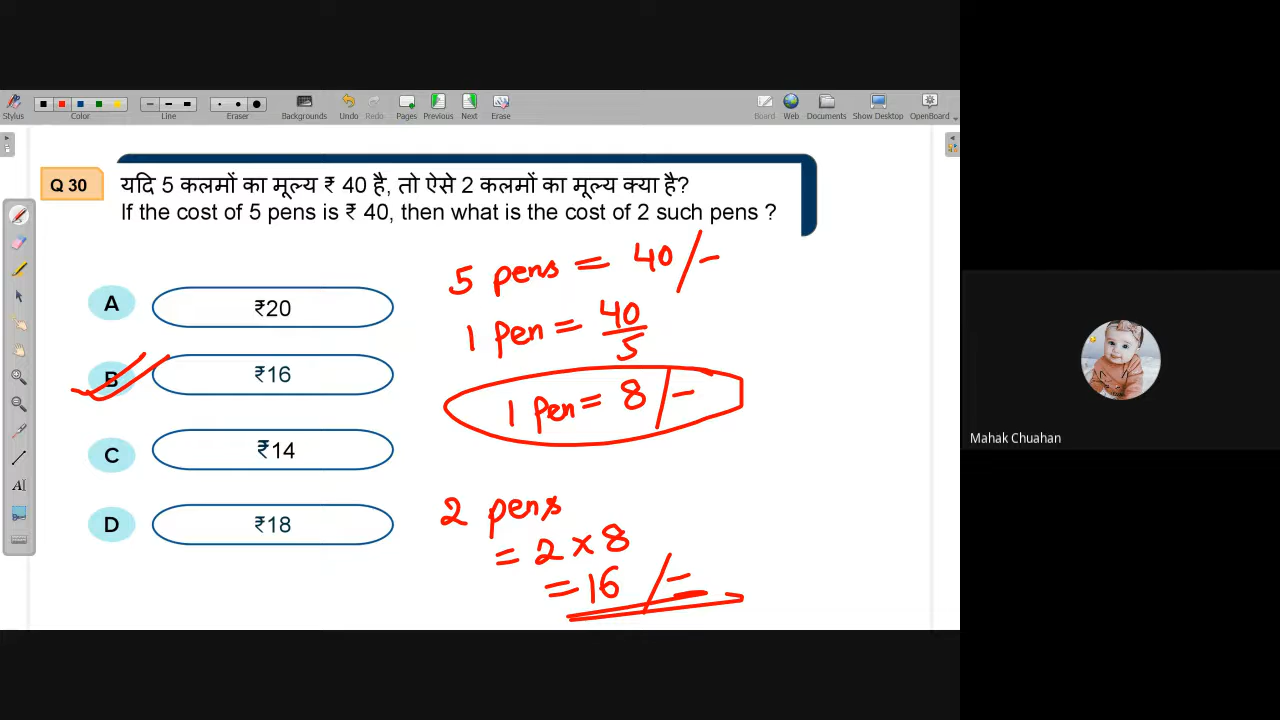 Stylus Color Line Eraser Backgrounds Undo Redo Pages Previous Next Erase Board Web Documents Show Desktop OpenBoard
Q 30
यदि 5 कलमों का मूल्य ₹ 40 है, तो ऐसे 2 कलमों का मूल्य क्या है?
If the cost of 5 pens is ₹ 40, then what is the cost of 2 such pens ?
A ₹20
B ₹16
C ₹14
D ₹18
5 pens = 40/-
1 pen = 40/5
1 pen = 8/-
2 pens
= 2 × 8
= 16 /-
Mahak Chuahan